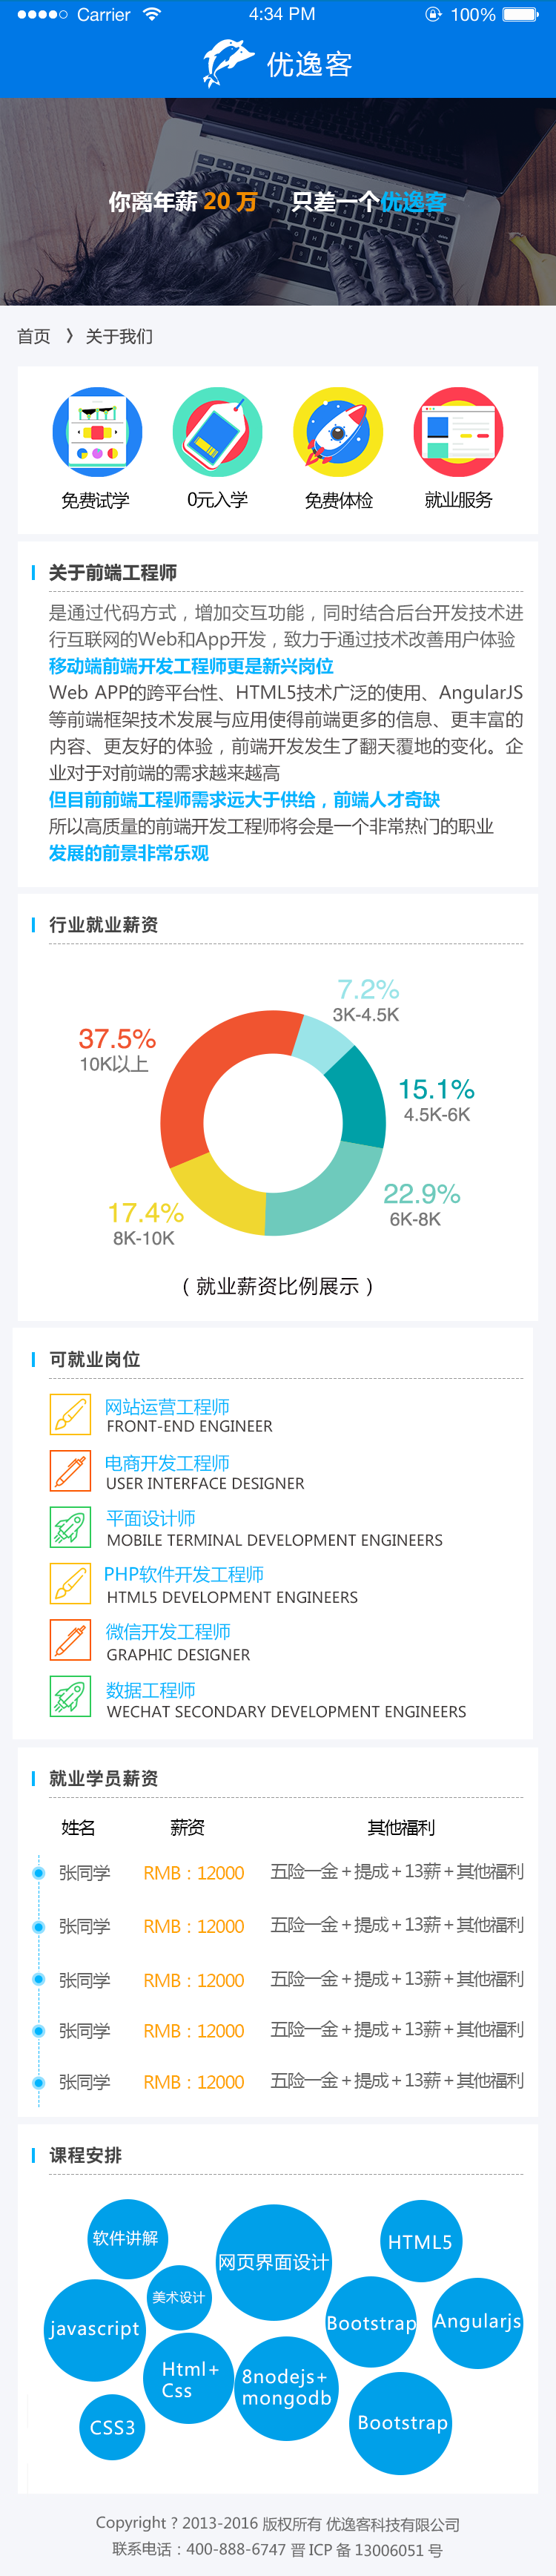 Carrier 4:34 PM 100%
优逸客
你离年薪 20 万 只差一个优逸客
首页 > 关于我们
免费试学 0元入学 免费体检 就业服务
关于前端工程师
是通过代码方式，增加交互功能，同时结合后台开发技术进
行互联网的Web和App开发，致力于通过技术改善用户体验
移动端前端开发工程师更是新兴岗位
Web APP的跨平台性、HTML5技术广泛的使用、AngularJS
等前端框架技术发展与应用使得前端更多的信息、更丰富的
内容、更友好的体验，前端开发发生了翻天覆地的变化。企
业对于对前端的需求越来越高
但目前前端工程师需求远大于供给，前端人才奇缺
所以高质量的前端开发工程师将会是一个非常热门的职业
发展的前景非常乐观
行业就业薪资
7.2%
3K-4.5K
37.5%
10K以上
15.1%
4.5K-6K
22.9%
6K-8K
17.4%
8K-10K
（就业薪资比例展示）
可就业岗位
网站运营工程师
FRONT-END ENGINEER
电商开发工程师
USER INTERFACE DESIGNER
平面设计师
MOBILE TERMINAL DEVELOPMENT ENGINEERS
PHP软件开发工程师
HTML5 DEVELOPMENT ENGINEERS
微信开发工程师
GRAPHIC DESIGNER
数据工程师
WECHAT SECONDARY DEVELOPMENT ENGINEERS
就业学员薪资
姓名 薪资 其他福利
张同学 RMB：12000 五险一金＋提成＋13薪＋其他福利
张同学 RMB：12000 五险一金＋提成＋13薪＋其他福利
张同学 RMB：12000 五险一金＋提成＋13薪＋其他福利
张同学 RMB：12000 五险一金＋提成＋13薪＋其他福利
张同学 RMB：12000 五险一金＋提成＋13薪＋其他福利
课程安排
软件讲解
HTML5
网页界面设计
美术设计
javascript
Bootstrap
Angularjs
Html+
Css
8nodejs+
mongodb
CSS3
Bootstrap
Copyright ? 2013-2016 版权所有 优逸客科技有限公司
联系电话：400-888-6747 晋 ICP 备 13006051 号